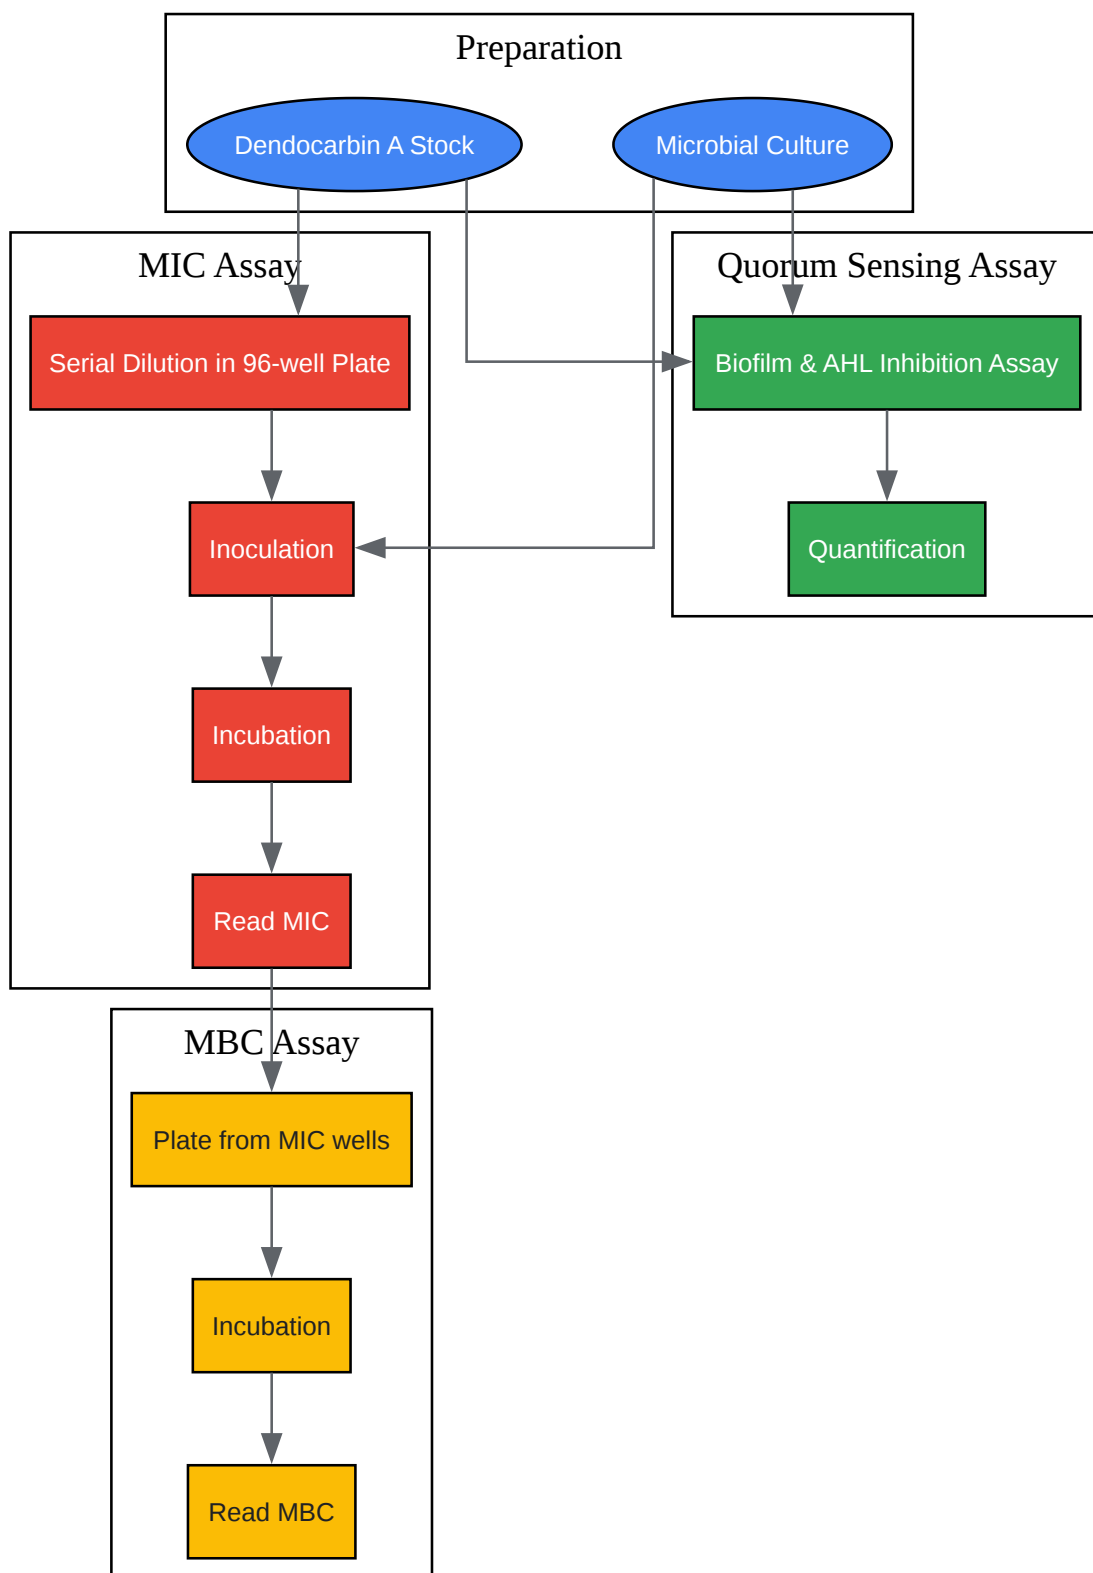 Preparation
Dendocarbin A Stock
Microbial Culture
MIC Assay
Quorum Sensing Assay
Serial Dilution in 96-well Plate
Biofilm & AHL Inhibition Assay
Inoculation
Quantification
Incubation
Read MIC
MBC Assay
Plate from MIC wells
Incubation
Read MBC